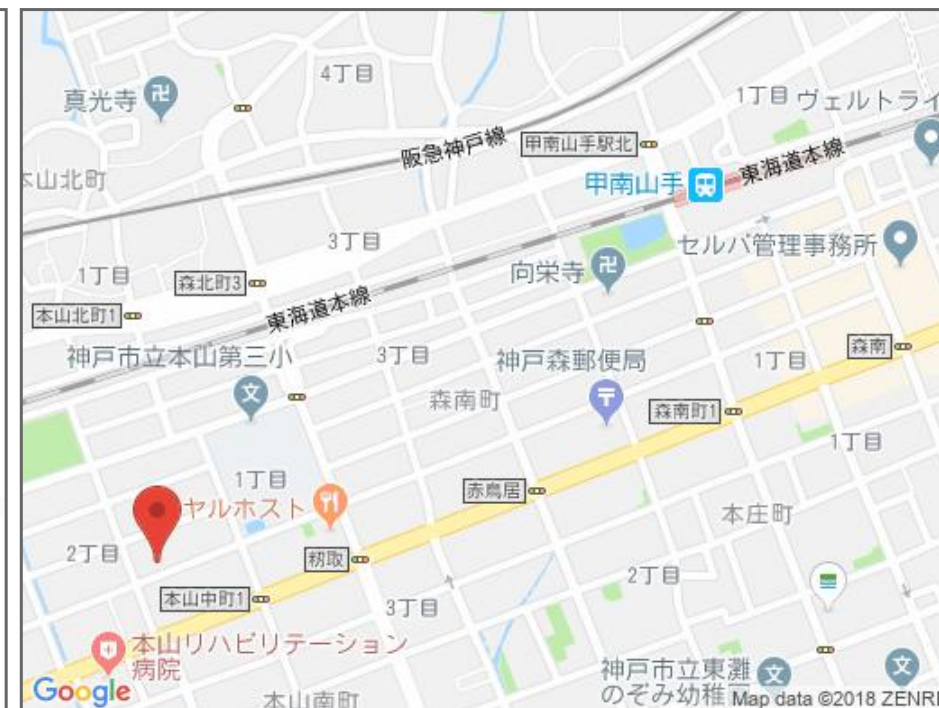 4丁目
真光寺
1丁目
ヴェルトライ
阪急神戸線
甲南山手駅北
本山北町
甲南山手
東海道本線
3丁目
セルバ管理事務所
1丁目
森北町3
向栄寺
本山北町1
東海道本線
神戸市立本山第三小
3丁目
神戸森郵便局
1丁目
森南
森南町
森南町1
1丁目
1丁目
赤鳥居
ヤルホスト
本庄町
2丁目
籾取
2丁目
本山中町1
3丁目
本山リハビリテーション
病院
神戸市立東灘
のぞみ幼稚園
Google
本山南町
Map data ©2018 ZENRI